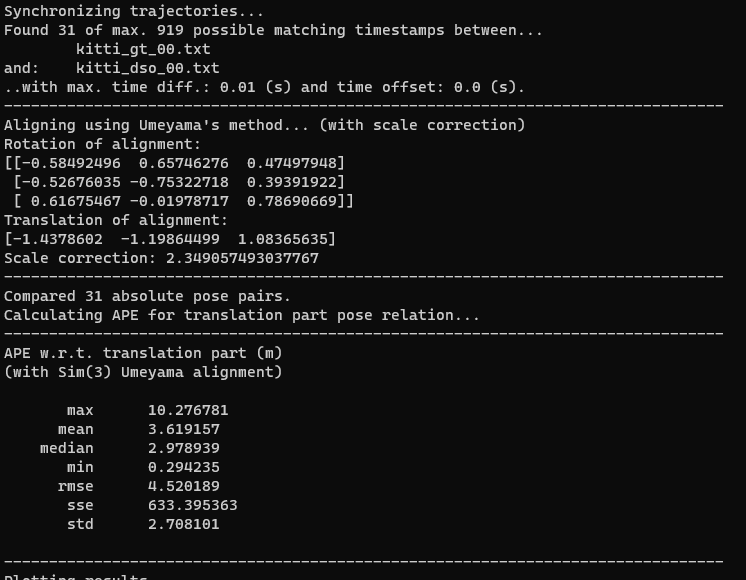 Synchronizing trajectories...
Found 31 of max. 919 possible matching timestamps between...
        kitti_gt_00.txt
and:    kitti_dso_00.txt
..with max. time diff.: 0.01 (s) and time offset: 0.0 (s).
--------------------------------------------------------------------------------
Aligning using Umeyama's method... (with scale correction)
Rotation of alignment:
[[-0.58492496  0.65746276  0.47497948]
 [-0.52676035 -0.75322718  0.39391922]
 [ 0.61675467 -0.01978717  0.78690669]]
Translation of alignment:
[-1.4378602  -1.19864499  1.08365635]
Scale correction: 2.349057493037767
--------------------------------------------------------------------------------
Compared 31 absolute pose pairs.
Calculating APE for translation part pose relation...
--------------------------------------------------------------------------------
APE w.r.t. translation part (m)
(with Sim(3) Umeyama alignment)

       max      10.276781
      mean      3.619157
    median      2.978939
       min      0.294235
      rmse      4.520189
       sse      633.395363
       std      2.708101

--------------------------------------------------------------------------------
Plotting results